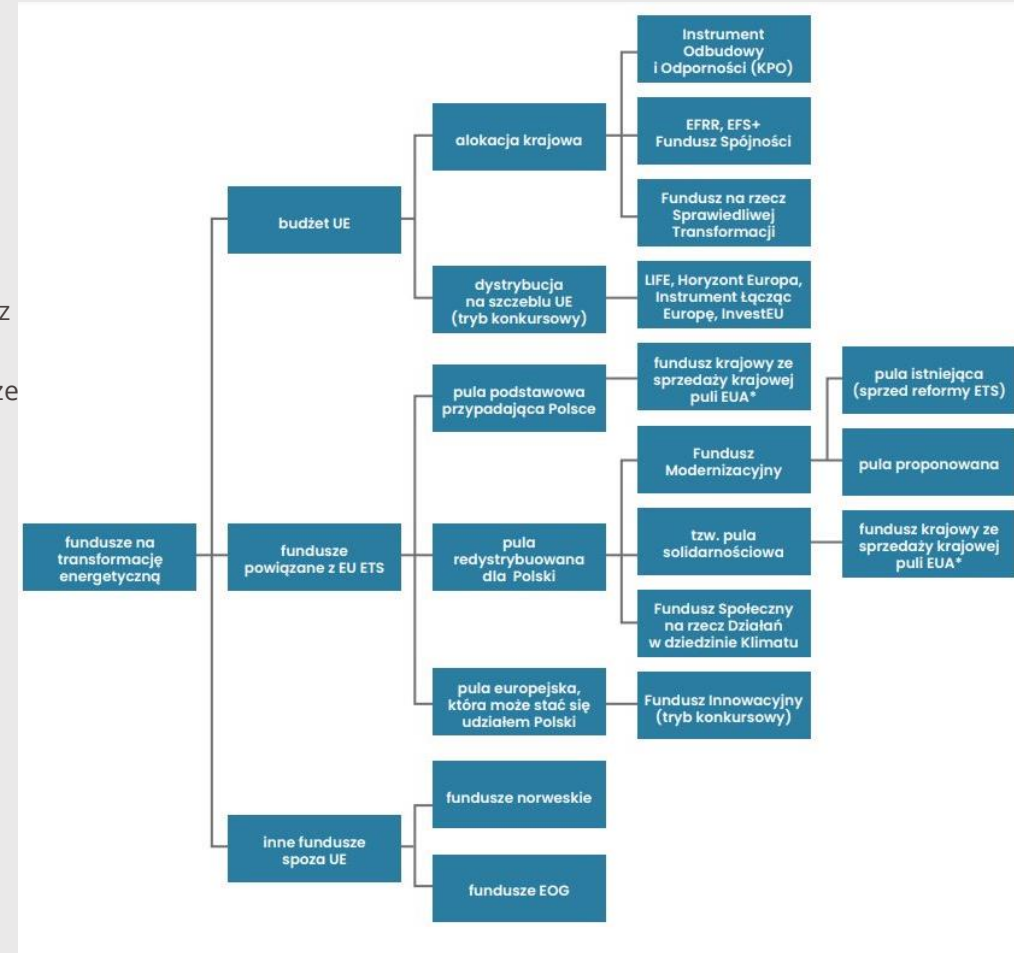 Instrument
Odbudowy
i Odporności (KPO)
alokacja krajowa
EFRR, EFS+
Fundusz Spójności
Fundusz na rzecz
Sprawiedliwej
Transformacji
budżet UE
dystrybucja
na szczeblu UE
(tryb konkursowy)
LIFE, Horyzont Europa,
Instrument Łącząc
Europę, InvestEU
z
że
pula podstawowa
przypadająca Polsce
fundusz krajowy ze
sprzedaży krajowej
puli EUA*
pula istniejąca
(sprzed reformy ETS)
Fundusz
Modernizacyjny
pula proponowana
fundusze na
transformację
energetyczną
fundusze
powiązane z EU ETS
pula
redystrybuowana
dla Polski
tzw. pula
solidarnościowa
fundusz krajowy ze
sprzedaży krajowej
puli EUA*
Fundusz Społeczny
na rzecz Działań
w dziedzinie Klimatu
pula europejska,
która może stać się
udziałem Polski
Fundusz Innowacyjny
(tryb konkursowy)
fundusze norweskie
inne fundusze
spoza UE
fundusze EOG